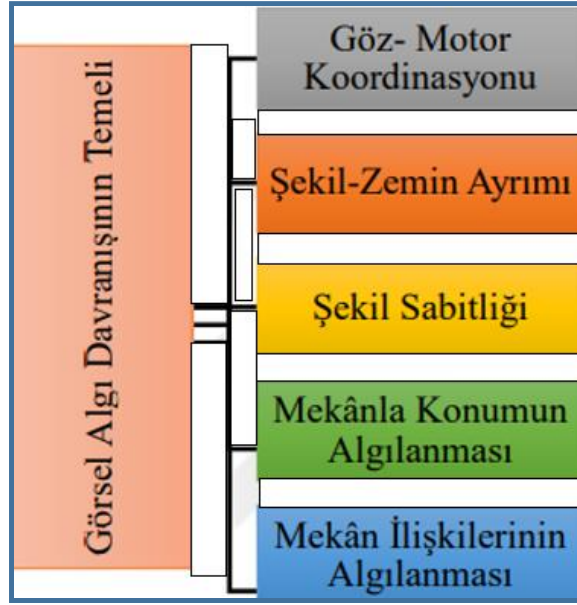 Görsel Algı Davranışının Temeli
Göz- Motor
Koordinasyonu
Şekil-Zemin Ayrımı
Şekil Sabitliği
Mekânla Konumun
Algılanması
Mekân İlişkilerinin
Algılanması